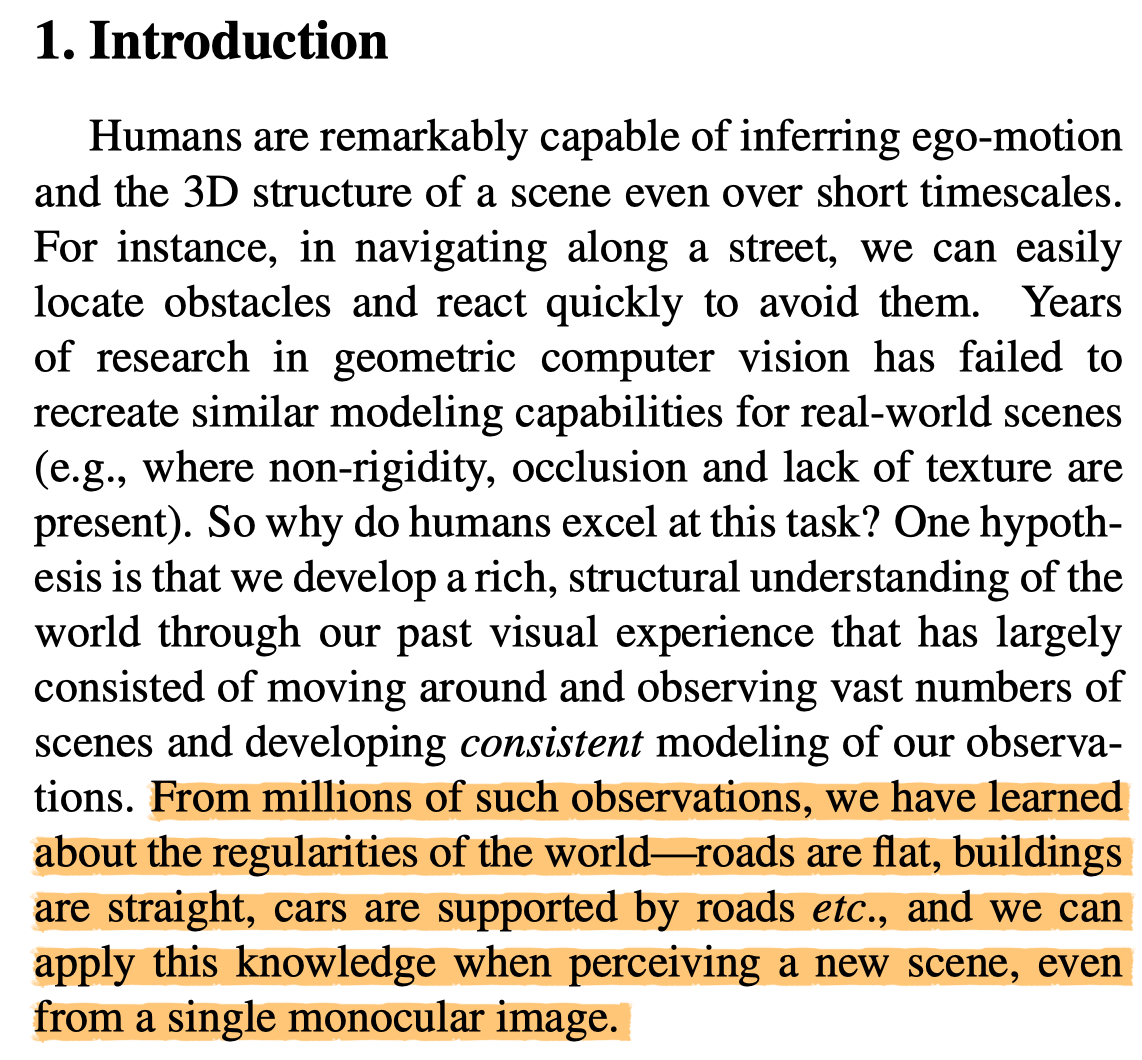 1. Introduction
Humans are remarkably capable of inferring ego-motion
and the 3D structure of a scene even over short timescales.
For instance, in navigating along a street, we can easily
locate obstacles and react quickly to avoid them. Years
of research in geometric computer vision has failed to
recreate similar modeling capabilities for real-world scenes
(e.g., where non-rigidity, occlusion and lack of texture are
present). So why do humans excel at this task? One hypoth-
esis is that we develop a rich, structural understanding of the
world through our past visual experience that has largely
consisted of moving around and observing vast numbers of
scenes and developing consistent modeling of our observa-
tions. From millions of such observations, we have learned
about the regularities of the world—roads are flat, buildings
are straight, cars are supported by roads etc., and we can
apply this knowledge when perceiving a new scene, even
from a single monocular image.